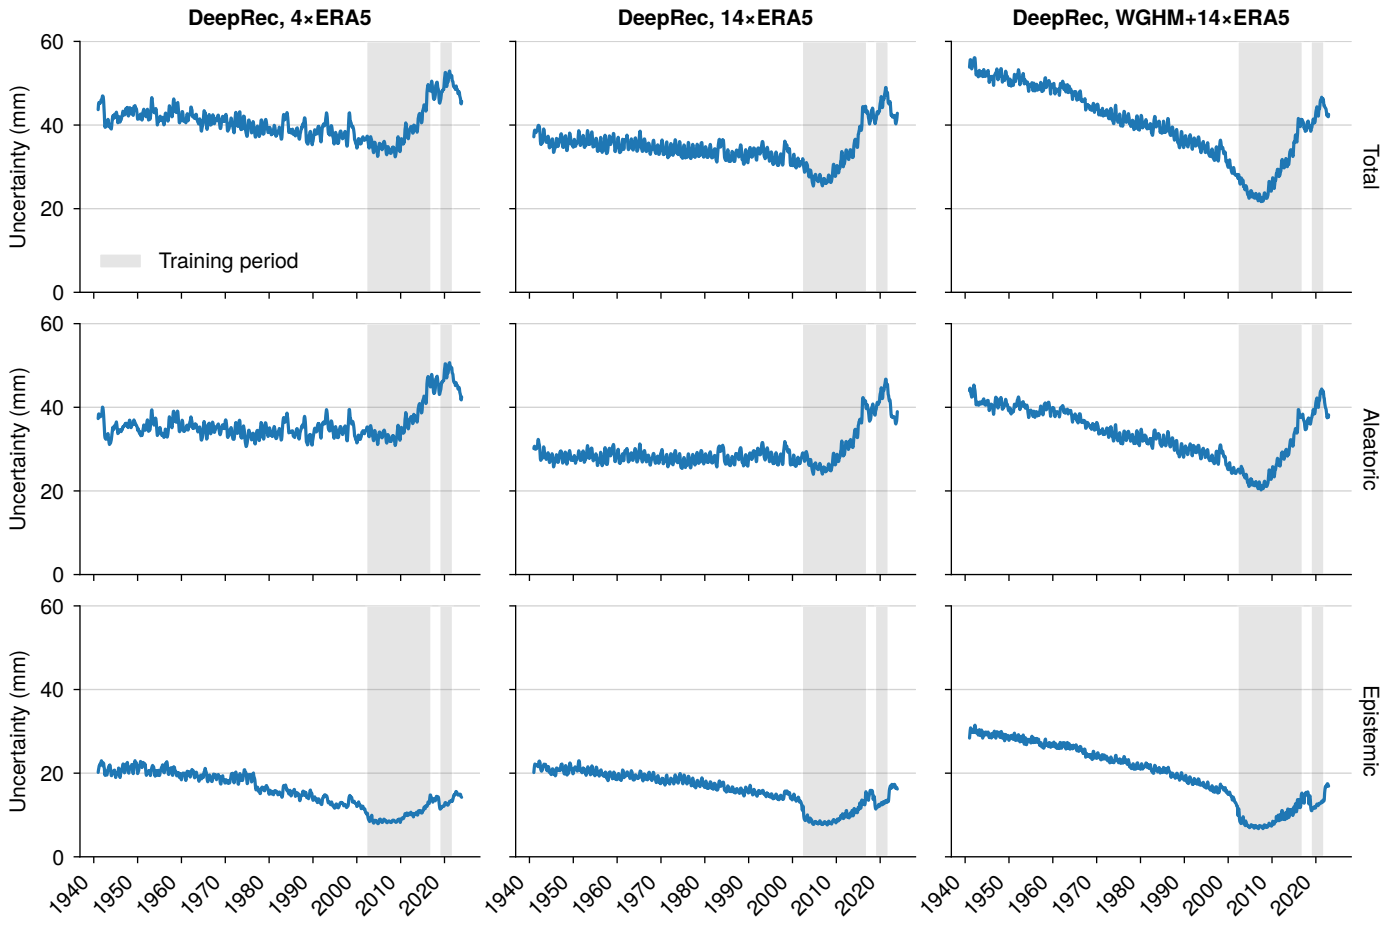 DeepRec, 4×ERA5
DeepRec, 14×ERA5
DeepRec, WGHM+14×ERA5
Uncertainty (mm)
60
40
20
0
Training period
Total
Uncertainty (mm)
60
40
20
0
Aleatoric
Uncertainty (mm)
60
40
20
0
Epistemic
1940 1950 1960 1970 1980 1990 2000 2010 2020
1940 1950 1960 1970 1980 1990 2000 2010 2020
1940 1950 1960 1970 1980 1990 2000 2010 2020